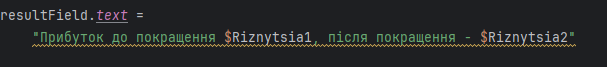 resultField.text =
"Прибуток до покращення $Riznytsia1, після покращення - $Riznytsia2"